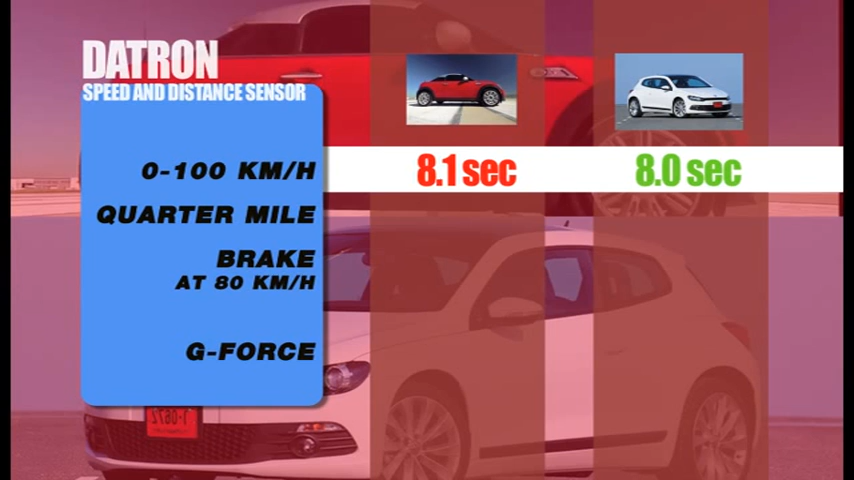 DATRON
SPEED AND DISTANCE SENSOR
0-100 KM/H 8.1 sec 8.0 sec
QUARTER MILE
BRAKE
AT 80 KM/H
G-FORCE